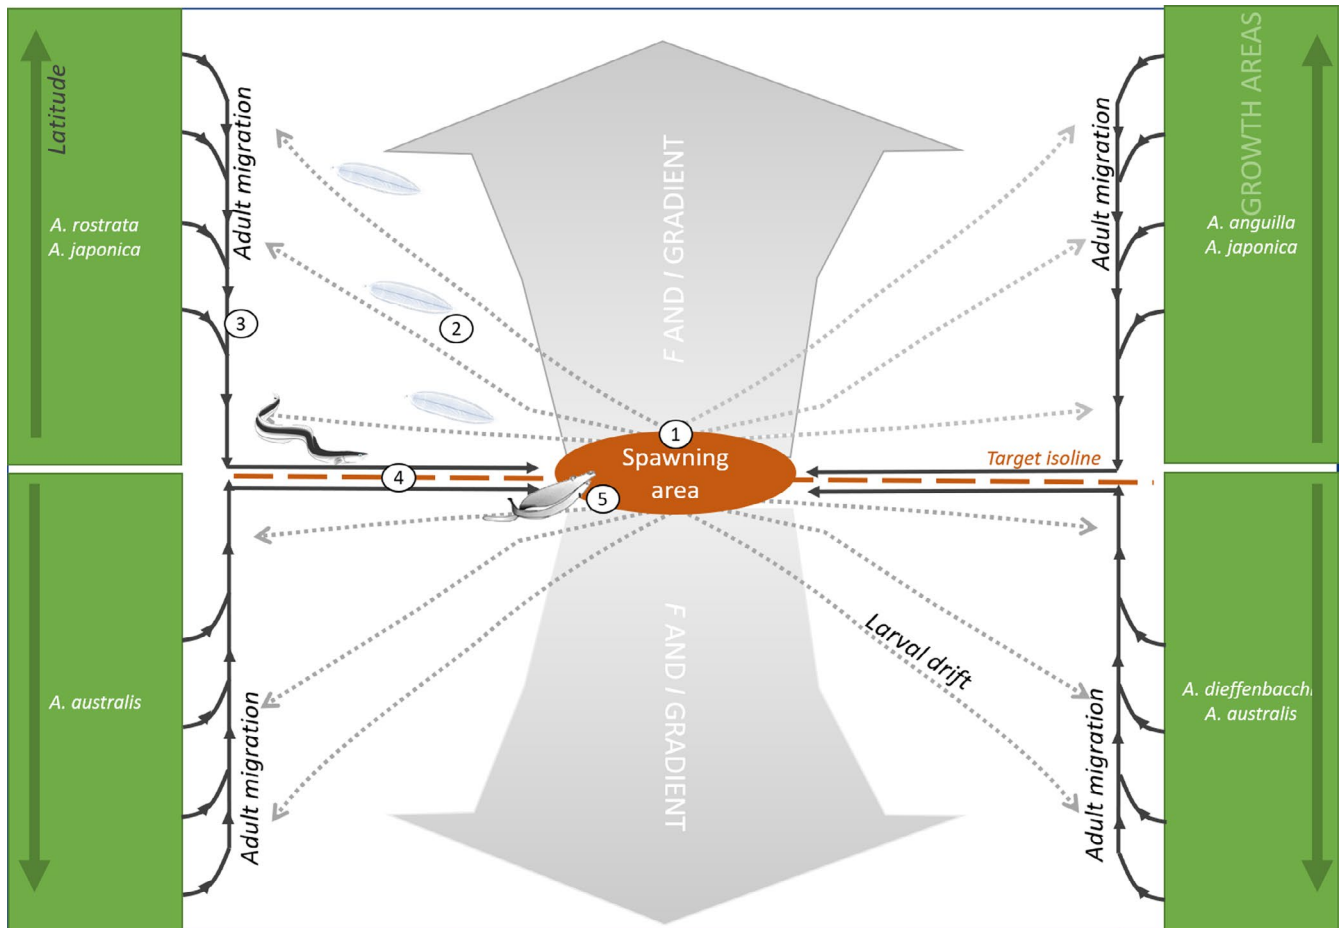 Latitude
A. rostrata
A. japonica
Adult migration
3
2
F AND I GRADIENT
1
Spawning
area
4
5
Target isoline
Adult migration
GROWTH AREAS
A. anguilla
A. japonica
A. australis
Adult migration
F AND I GRADIENT
Larval drift
Adult migration
A. dieffenbacchi
A. australis